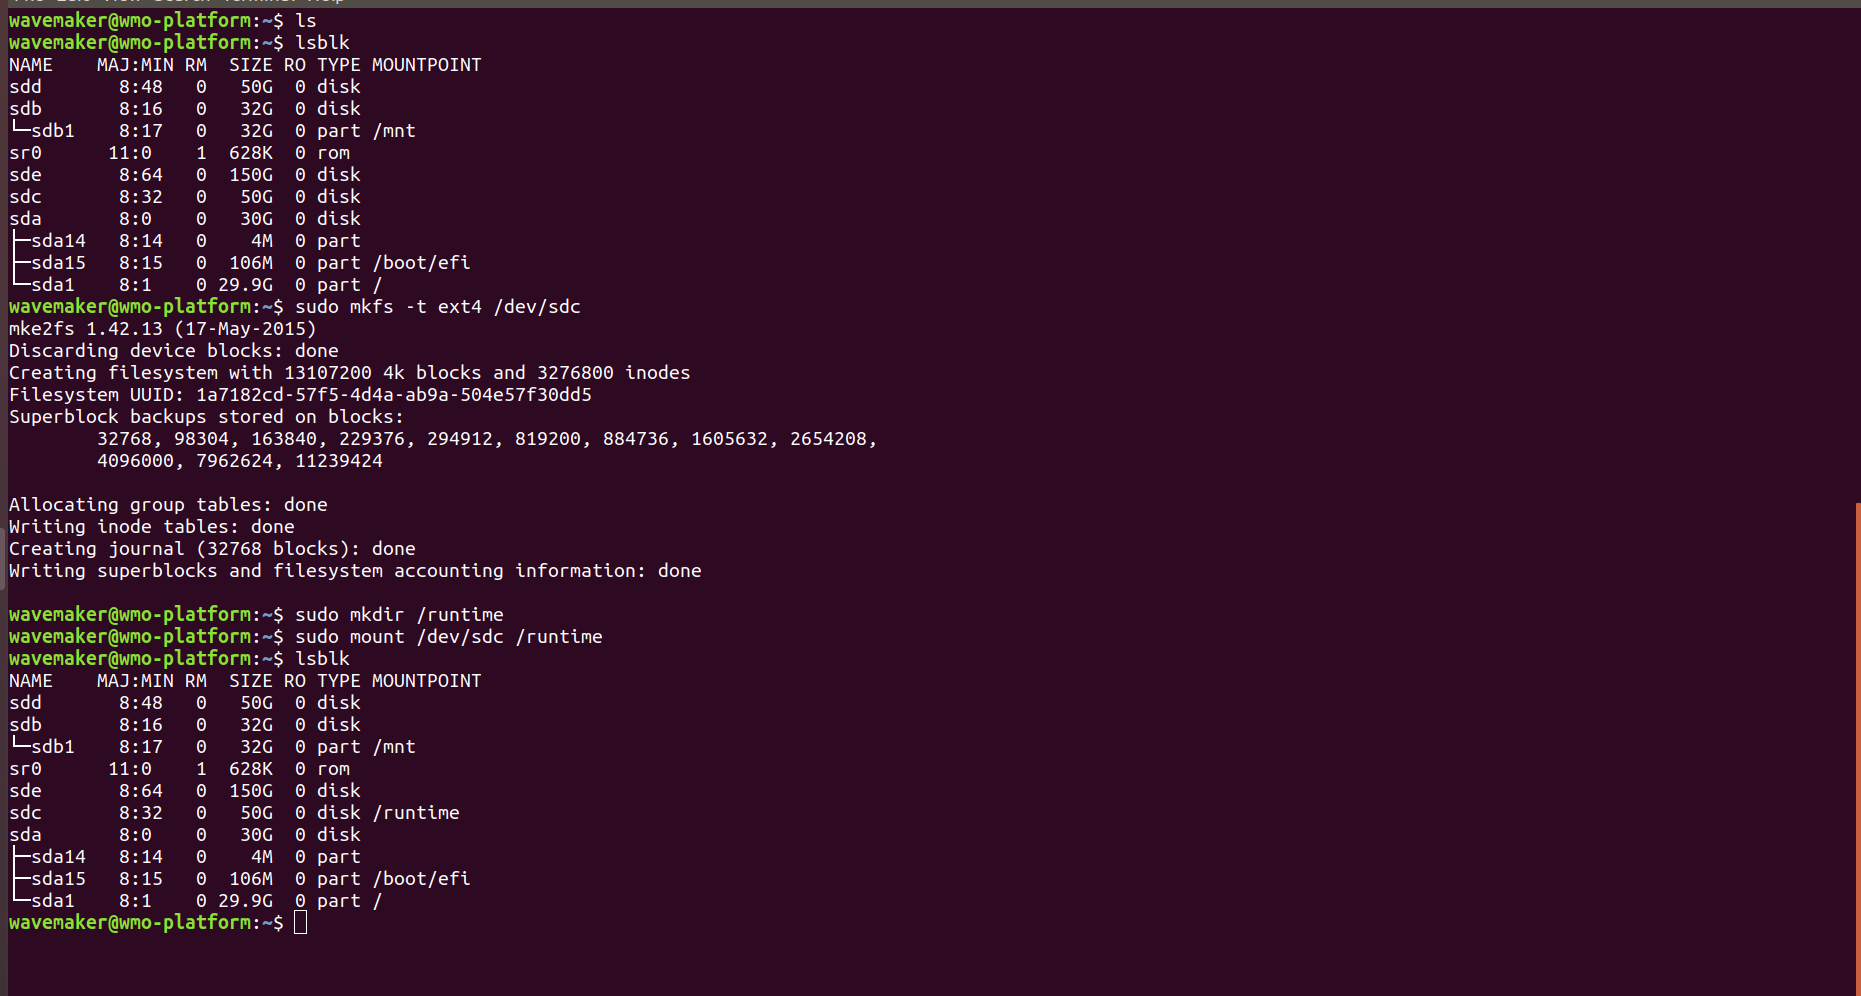 wavemaker@wmo-platform:~$ ls
wavemaker@wmo-platform:~$ lsblk
NAME    MAJ:MIN RM  SIZE RO TYPE MOUNTPOINT
sdd       8:48   0   50G  0 disk
sdb       8:16   0   32G  0 disk
└─sdb1    8:17   0   32G  0 part /mnt
sr0      11:0    1  628K  0 rom
sde       8:64   0  150G  0 disk
sdc       8:32   0   50G  0 disk
sda       8:0    0   30G  0 disk
├─sda14   8:14   0    4M  0 part
├─sda15   8:15   0  106M  0 part /boot/efi
└─sda1    8:1    0 29.9G  0 part /
wavemaker@wmo-platform:~$ sudo mkfs -t ext4 /dev/sdc
mke2fs 1.42.13 (17-May-2015)
Discarding device blocks: done
Creating filesystem with 13107200 4k blocks and 3276800 inodes
Filesystem UUID: 1a7182cd-57f5-4d4a-ab9a-504e57f30dd5
Superblock backups stored on blocks:
        32768, 98304, 163840, 229376, 294912, 819200, 884736, 1605632, 2654208,
        4096000, 7962624, 11239424
Allocating group tables: done
Writing inode tables: done
Creating journal (32768 blocks): done
Writing superblocks and filesystem accounting information: done
wavemaker@wmo-platform:~$ sudo mkdir /runtime
wavemaker@wmo-platform:~$ sudo mount /dev/sdc /runtime
wavemaker@wmo-platform:~$ lsblk
NAME    MAJ:MIN RM  SIZE RO TYPE MOUNTPOINT
sdd       8:48   0   50G  0 disk
sdb       8:16   0   32G  0 disk
└─sdb1    8:17   0   32G  0 part /mnt
sr0      11:0    1  628K  0 rom
sde       8:64   0  150G  0 disk
sdc       8:32   0   50G  0 disk /runtime
sda       8:0    0   30G  0 disk
├─sda14   8:14   0    4M  0 part
├─sda15   8:15   0  106M  0 part /boot/efi
└─sda1    8:1    0 29.9G  0 part /
wavemaker@wmo-platform:~$